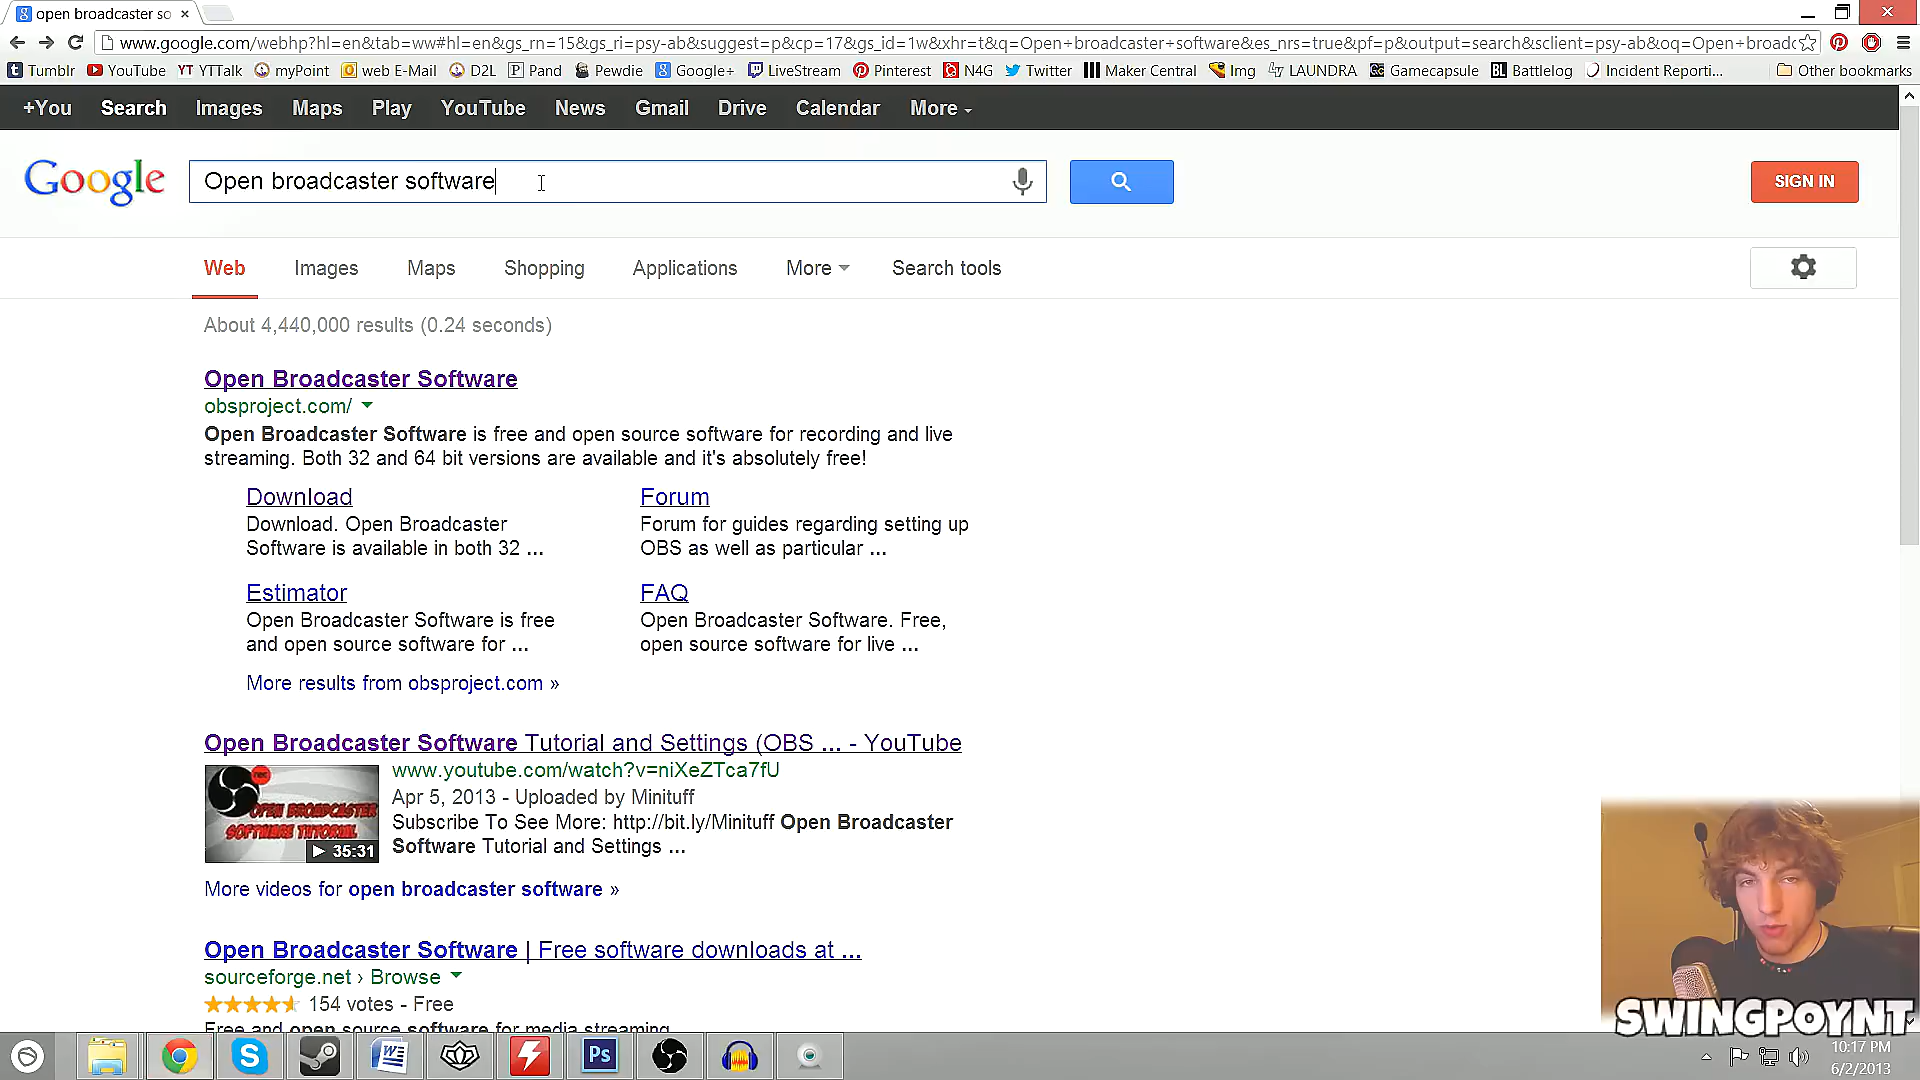 open broadcaster so
www.google.com/webhp?hl=en&tab=ww#hl=en&gs_rn=15&gs_ri=psy-ab&suggest=p&cp=17&gs_id=1w&xhr=t&q=Open+broadcaster+software&es_nrs=true&pf=p&output=search&sclient=psy-ab&oq=Open+broadc
Tumblr YouTube YTTalk myPoint web E-Mail D2L Pand Pewdie Google+ LiveStream Pinterest N4G Twitter Maker Central Img LAUNDRA Gamecapsule Battlelog Incident Reporti... Other bookmarks
+You Search Images Maps Play YouTube News Gmail Drive Calendar More
Google Open broadcaster software SIGN IN
Web Images Maps Shopping Applications More Search tools
About 4,440,000 results (0.24 seconds)
Open Broadcaster Software
obsproject.com/
Open Broadcaster Software is free and open source software for recording and live
streaming. Both 32 and 64 bit versions are available and it's absolutely free!
Download
Download. Open Broadcaster
Software is available in both 32 ...
Forum
Forum for guides regarding setting up
OBS as well as particular ...
Estimator
Open Broadcaster Software is free
and open source software for ...
FAQ
Open Broadcaster Software. Free,
open source software for live ...
More results from obsproject.com »
Open Broadcaster Software Tutorial and Settings (OBS ... - YouTube
www.youtube.com/watch?v=niXeZTca7fU
Apr 5, 2013 - Uploaded by Minituff
Subscribe To See More: http://bit.ly/Minituff Open Broadcaster
Software Tutorial and Settings ...
rec
OPEN BROADCASTER
SOFTWARE TUTORIAL
35:31
More videos for open broadcaster software »
Open Broadcaster Software | Free software downloads at ...
sourceforge.net › Browse
154 votes - Free
Free and open source software for media streaming
SWINGPOYNT
Ps
10:17 PM
6/2/2013